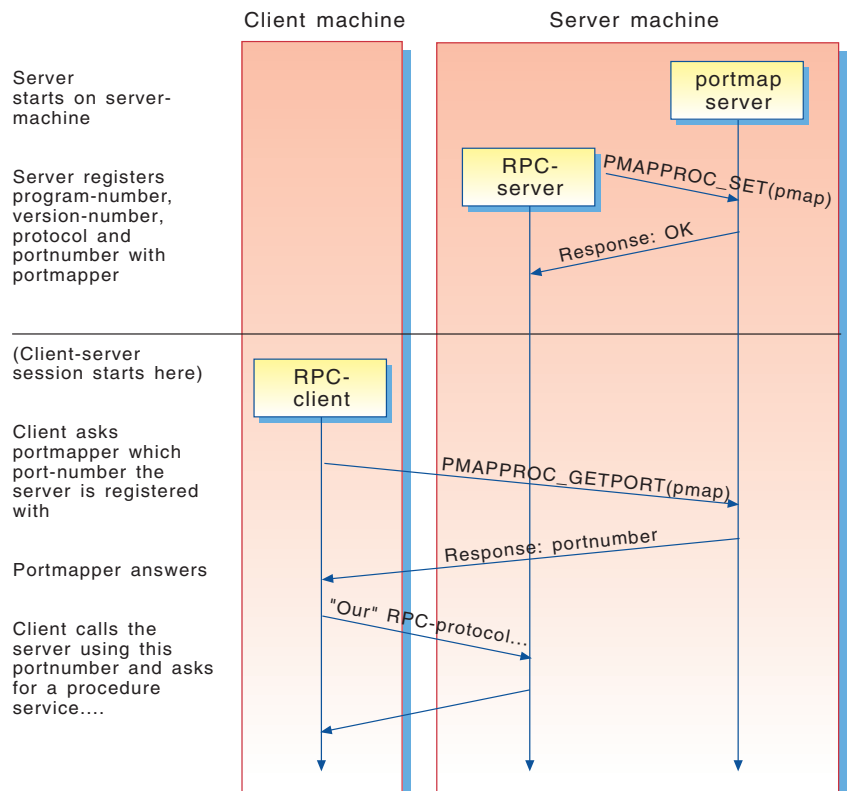 Client machine
Server machine
Server
starts on server-
machine
portmap
server
Server registers
program-number,
version-number,
protocol and
portnumber with
portmapper
RPC-
server
PMAPPROC_SET(pmap)
Response: OK
(Client-server
session starts here)
RPC-
client
Client asks
portmapper which
port-number the
server is registered
with
PMAPPROC_GETPORT(pmap)
Response: portnumber
Portmapper answers
"Our" RPC-protocol...
Client calls the
server using this
portnumber and asks
for a procedure
service....